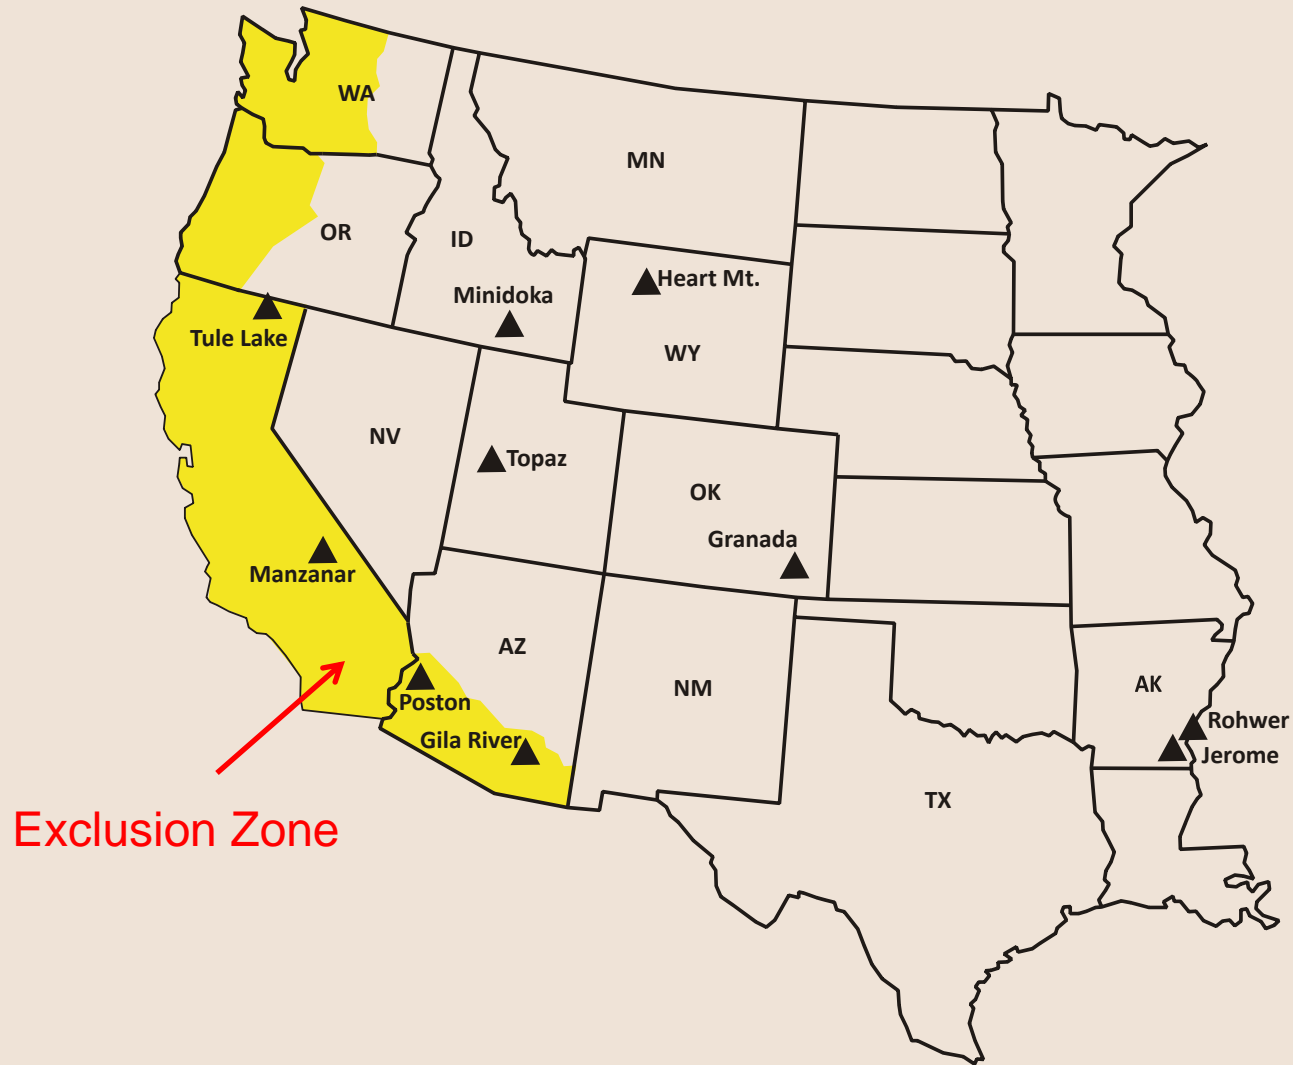 WA
MN
OR
ID
Heart Mt.
Minidoka
Tule Lake
WY
NV
Topaz
OK
Granada
Manzanar
AZ
NM
AK
Poston
Rohwer
Gila River
Jerome
TX
Exclusion Zone